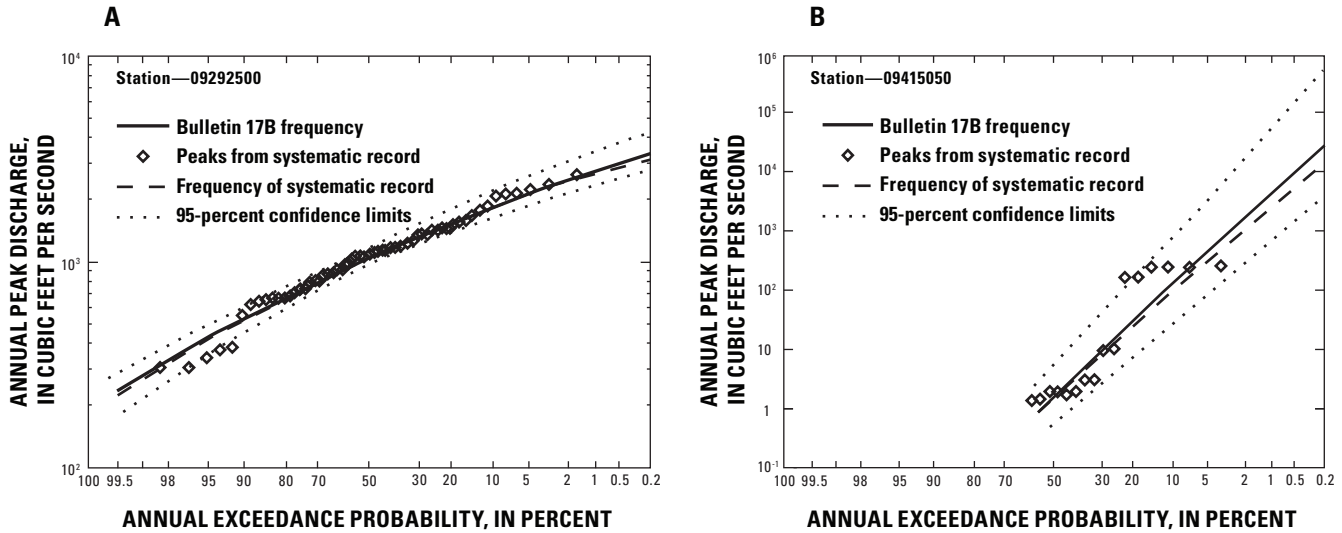 A
ANNUAL PEAK DISCHARGE,
IN CUBIC FEET PER SECOND
10⁴
10³
10²
Station—09292500
Bulletin 17B frequency
Peaks from systematic record
Frequency of systematic record
95-percent confidence limits
100 99.5 98 95 90 80 70 50 30 20 10 5 2 1 0.5 0.2
ANNUAL EXCEEDANCE PROBABILITY, IN PERCENT
B
ANNUAL PEAK DISCHARGE,
IN CUBIC FEET PER SECOND
10⁶
10⁵
10⁴
10³
10²
10
1
10⁻¹
Station—09415050
Bulletin 17B frequency
Peaks from systematic record
Frequency of systematic record
95-percent confidence limits
100 99.5 98 95 90 80 70 50 30 20 10 5 2 1 0.5 0.2
ANNUAL EXCEEDANCE PROBABILITY, IN PERCENT